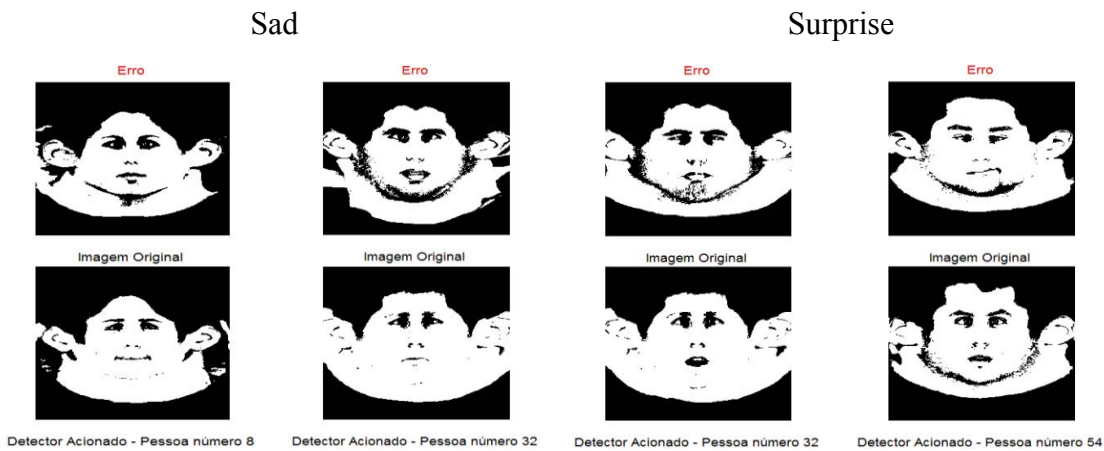 Sad Surprise
Erro Erro Erro Erro
Imagem Original Imagem Original Imagem Original Imagem Original
Detector Acionado - Pessoa número 8 Detector Acionado - Pessoa número 32 Detector Acionado - Pessoa número 32 Detector Acionado - Pessoa número 54